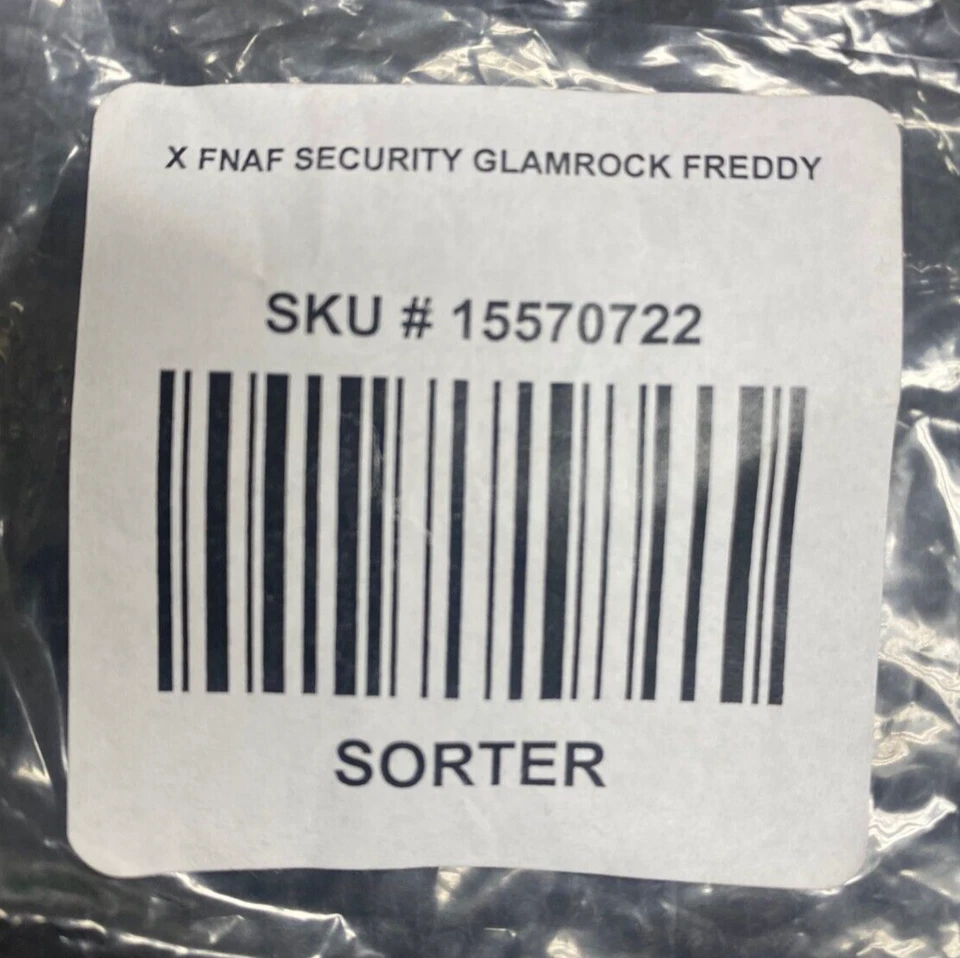 X FNAF SECURITY GLAMROCK FREDDY
SKU # 15570722
SORTER